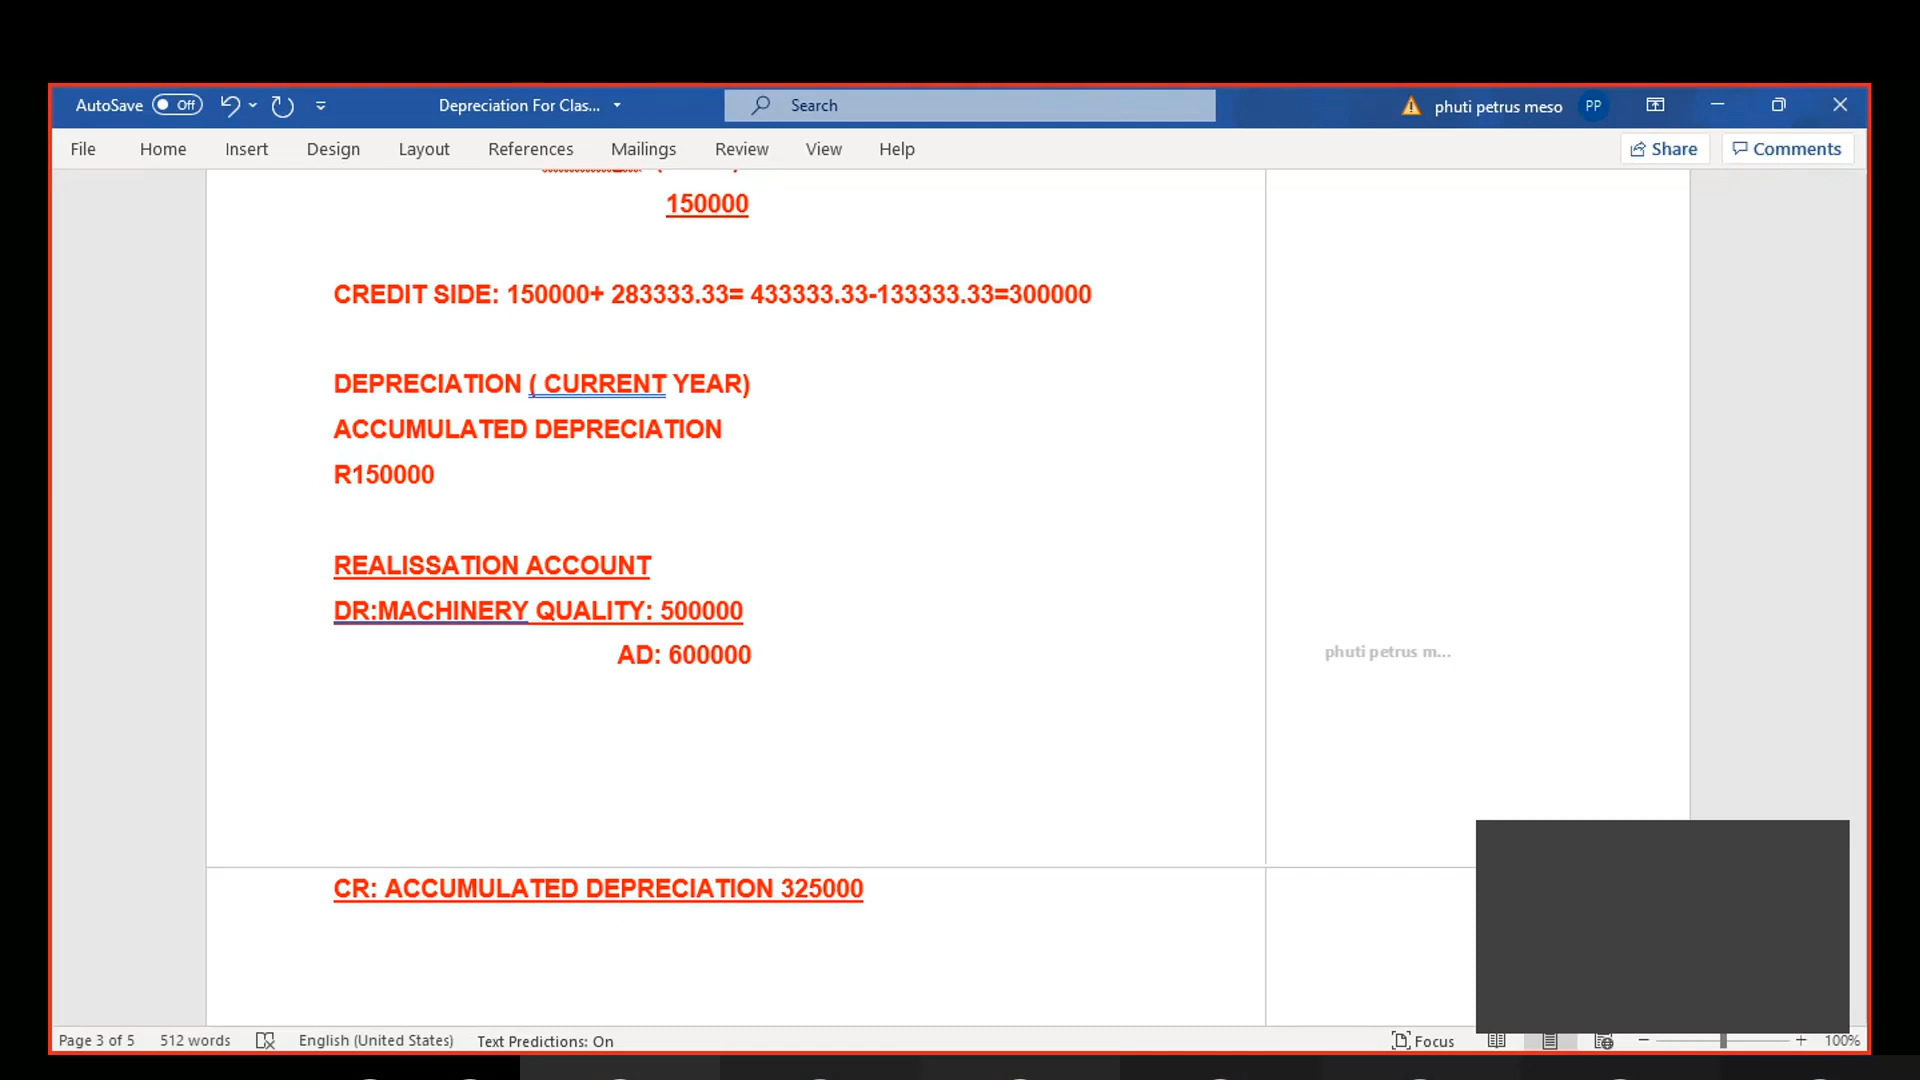 AutoSave Off Depreciation For Clas... Search phuti petrus meso PP
File Home Insert Design Layout References Mailings Review View Help Share Comments
150000
CREDIT SIDE: 150000+ 283333.33= 433333.33-133333.33=300000
DEPRECIATION ( CURRENT YEAR)
ACCUMULATED DEPRECIATION
R150000
REALISSATION ACCOUNT
DR:MACHINERY QUALITY: 500000
AD: 600000
phuti petrus m...
CR: ACCUMULATED DEPRECIATION 325000
Page 3 of 5 512 words English (United States) Text Predictions: On Focus 100%